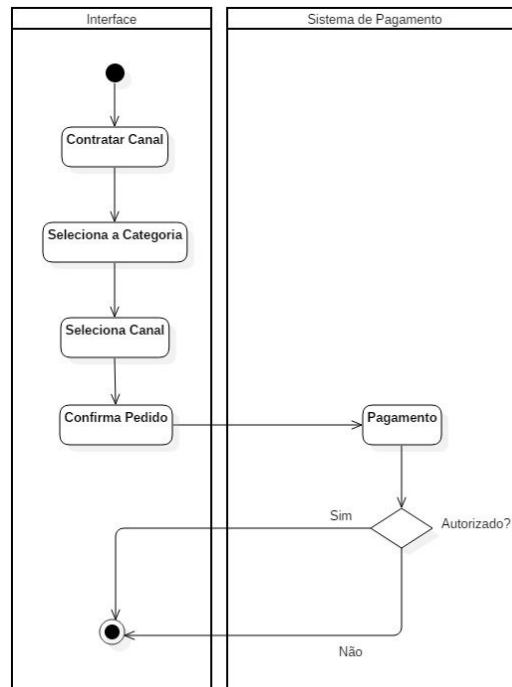 Interface
Sistema de Pagamento
Contratar Canal
Seleciona a Categoria
Seleciona Canal
Confirma Pedido
Pagamento
Sim
Autorizado?
Não